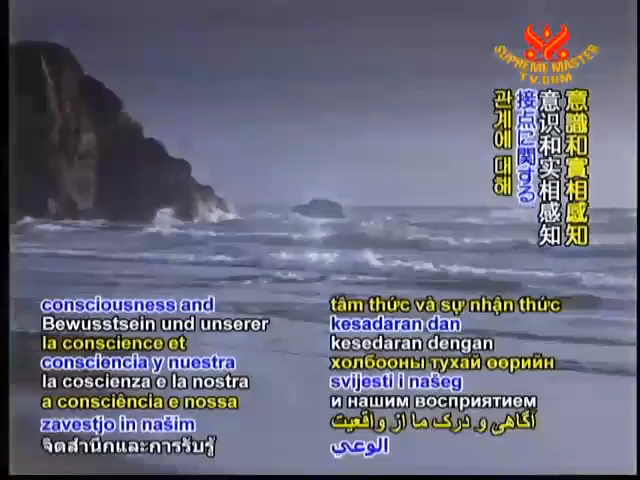 SUPREME MASTER
TV.COM
意識和實相感知
意识和实相感知
接点に関する
관계에 대해
consciousness and
Bewusstsein und unserer
la conscience et
consciencia y nuestra
la coscienza e la nostra
a consciência e nossa
zavestjo in našim
จิตสำนึกและการรับรู้
tâm thức và sự nhận thức
kesadaran dan
kesedaran dengan
холбооны тухай өөрийн
svijesti i našeg
и нашим восприятием
آگاهی و درک ما از واقعیت
الوعي